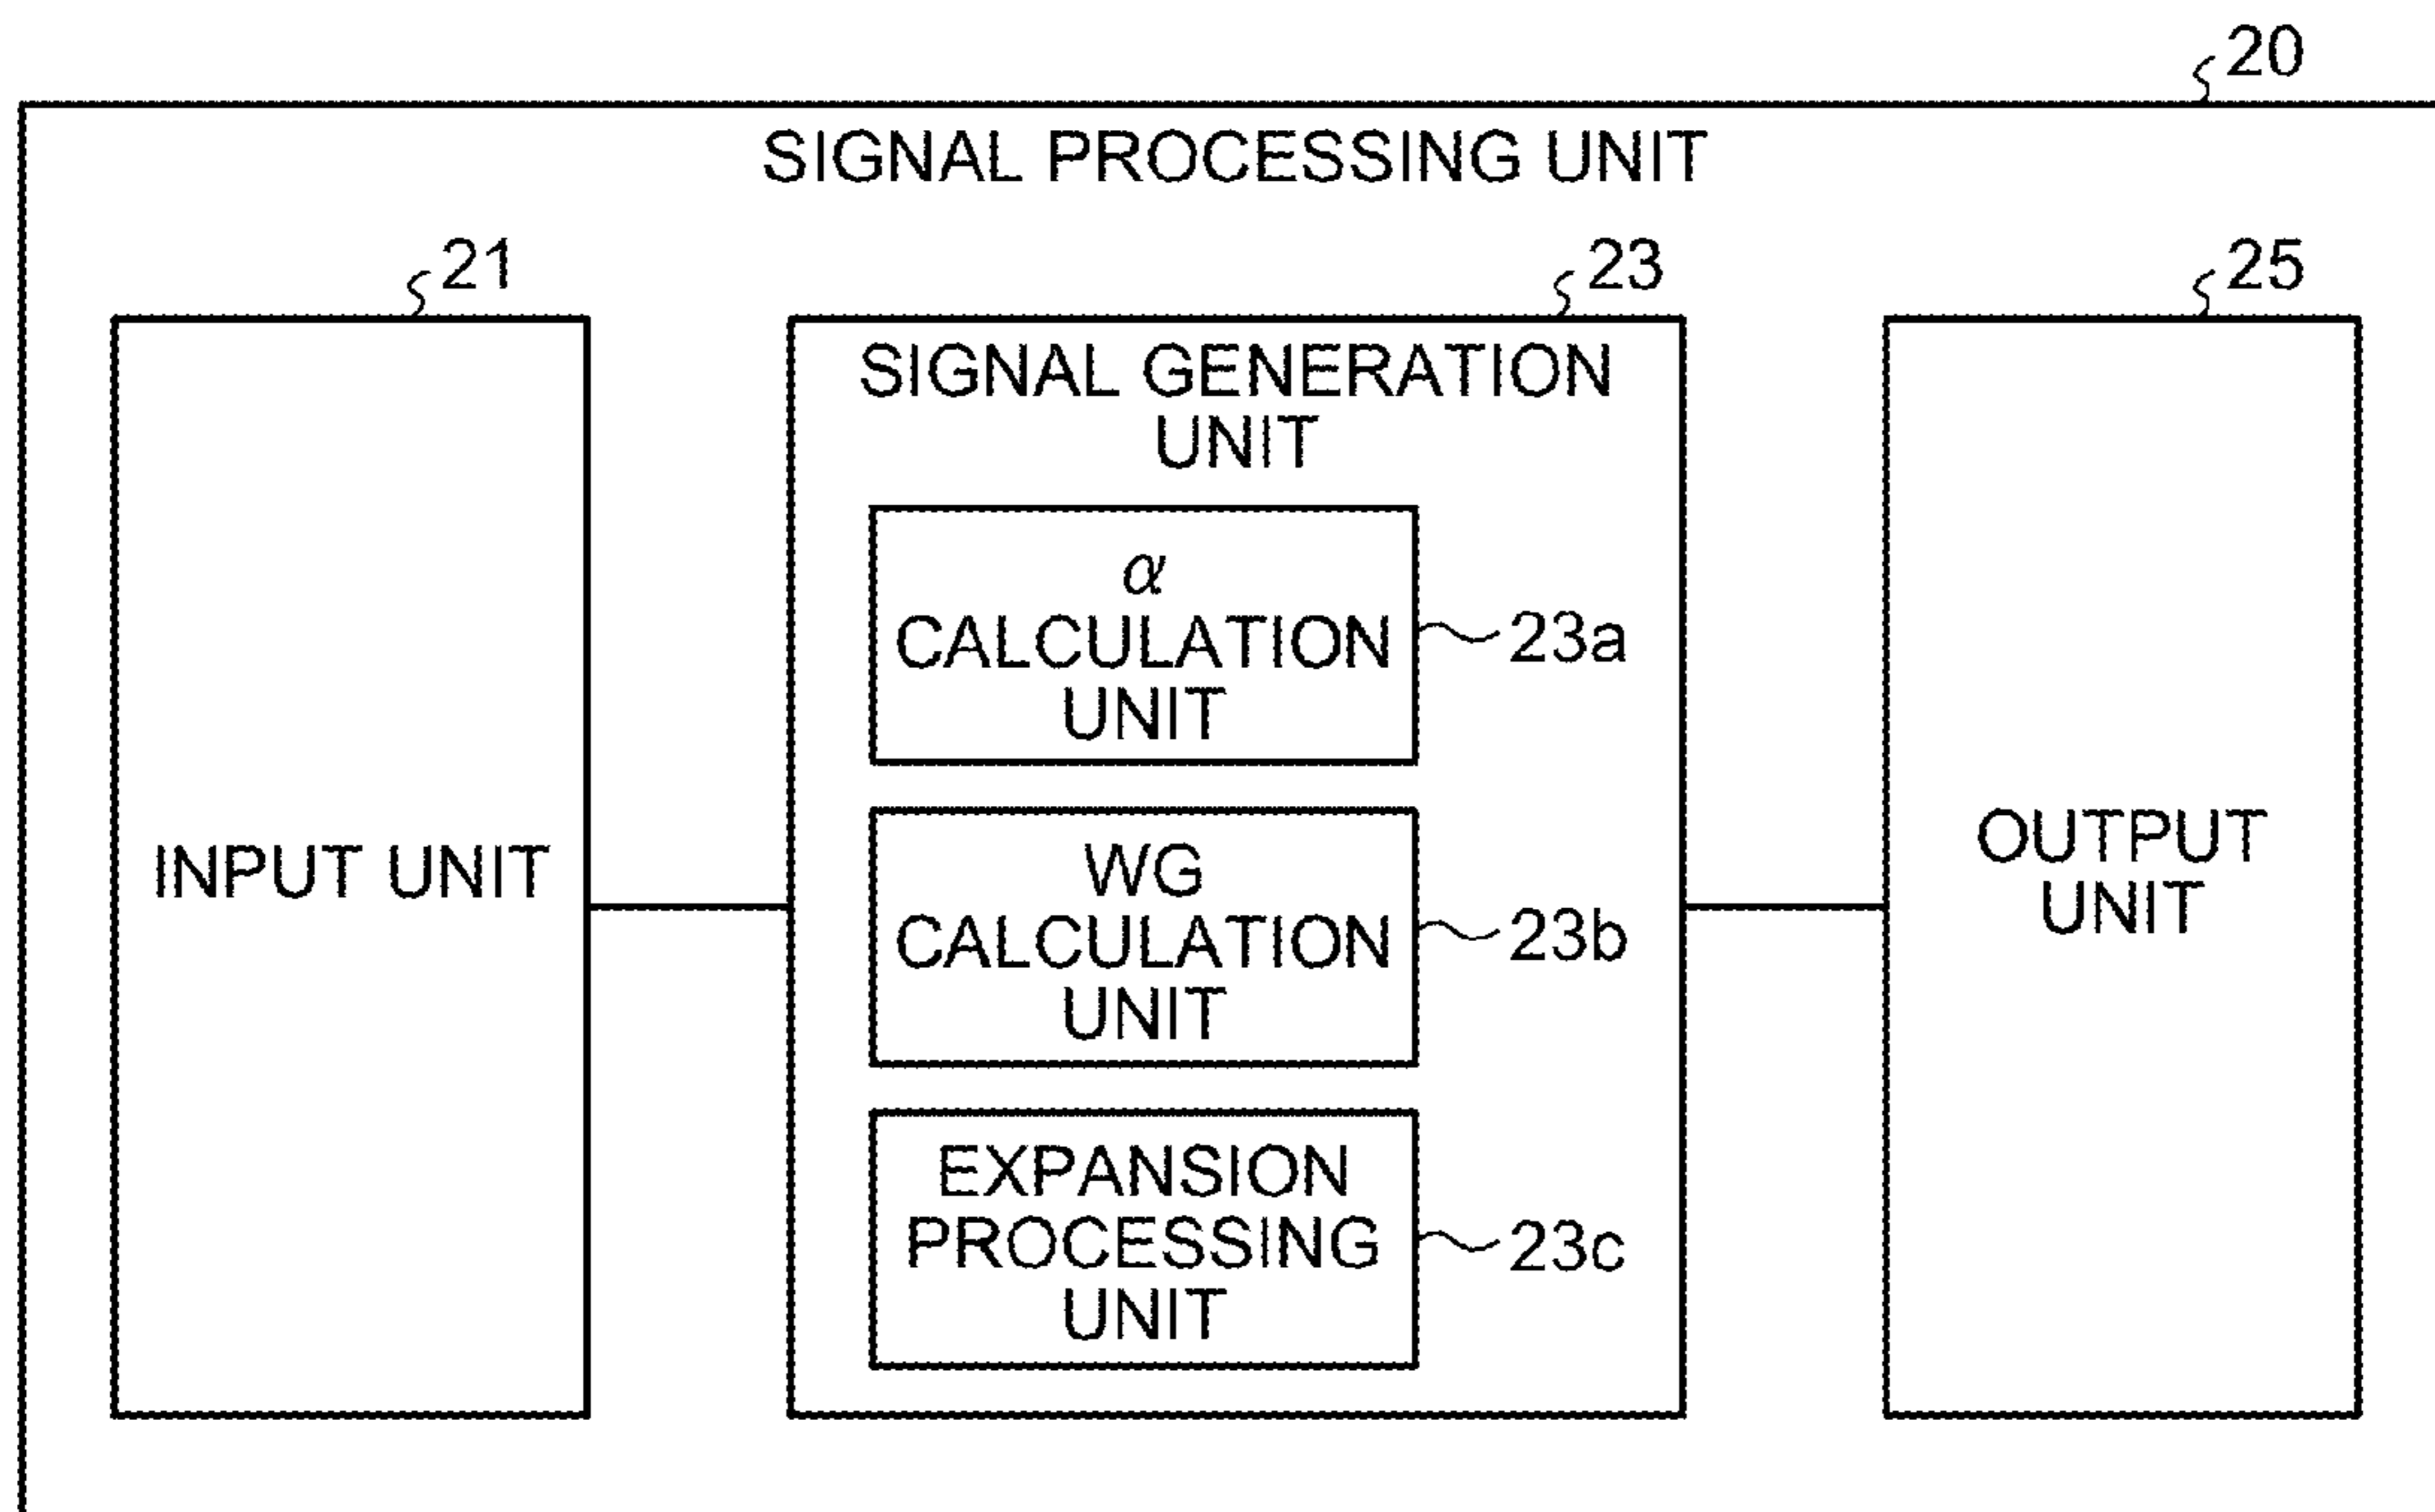 20
SIGNAL PROCESSING UNIT
21
23
25
INPUT UNIT
SIGNAL GENERATION
UNIT
α
CALCULATION
UNIT
23a
WG
CALCULATION
UNIT
23b
EXPANSION
PROCESSING
UNIT
23c
OUTPUT
UNIT